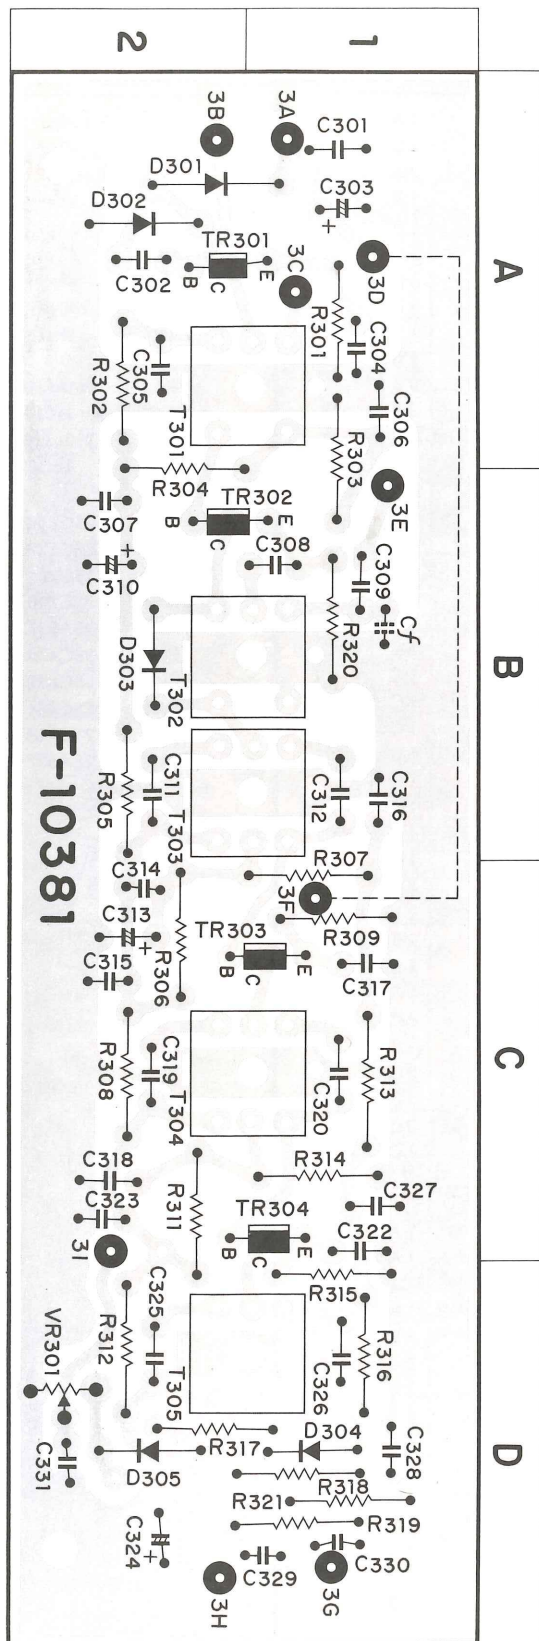 2
1
A
B
C
D
3B
3A
C301
D301
C303
+
D302
TR301
B
C
E
3C
3D
C302
R301
C304
R302
C305
T301
C306
R303
R304
TR302
B
C
E
3E
C307
C308
+
C310
C309
Cf
R320
D303
T302
F-10381
R305
C311
T303
C312
C316
R307
C314
3F
C313
+
TR303
R309
B
C
E
C315
R306
C317
R308
C319
T304
C320
R313
C318
R314
C323
R311
TR304
C327
B
C
E
C322
3I
R315
VR301
R312
C325
T305
C326
R316
C331
D305
R317
D304
C328
R318
R321
R319
C324
+
C329
C330
3H
3G